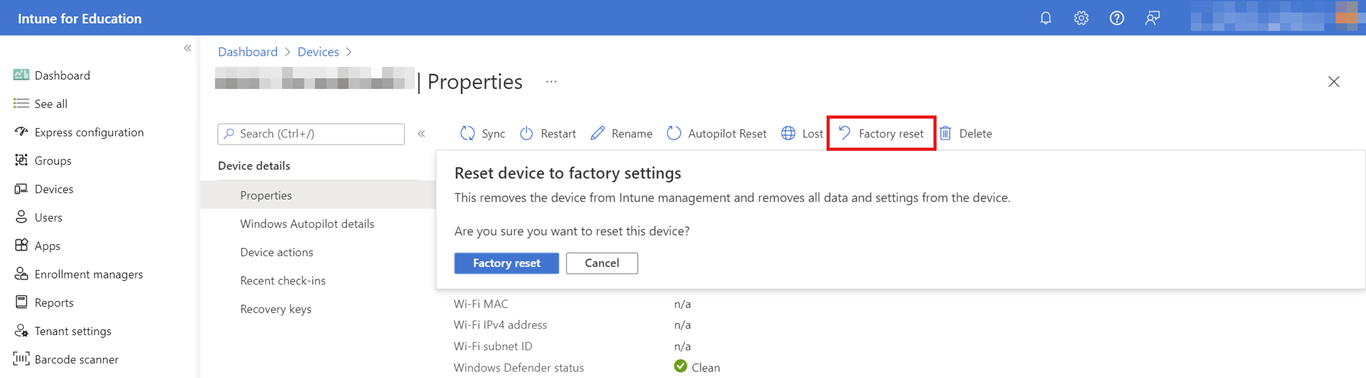 Intune for Education
Dashboard
See all
Express configuration
Groups
Devices
Users
Apps
Enrollment managers
Reports
Tenant settings
Barcode scanner
Dashboard > Devices >
| Properties ...
Search (Ctrl+/)
Device details
Properties
Windows Autopilot details
Device actions
Recent check-ins
Recovery keys
Sync Restart Rename Autopilot Reset Lost Factory reset Delete
Reset device to factory settings
This removes the device from Intune management and removes all data and settings from the device.
Are you sure you want to reset this device?
Factory reset Cancel
Wi-Fi MAC n/a
Wi-Fi IPv4 address n/a
Wi-Fi subnet ID n/a
Windows Defender status Clean